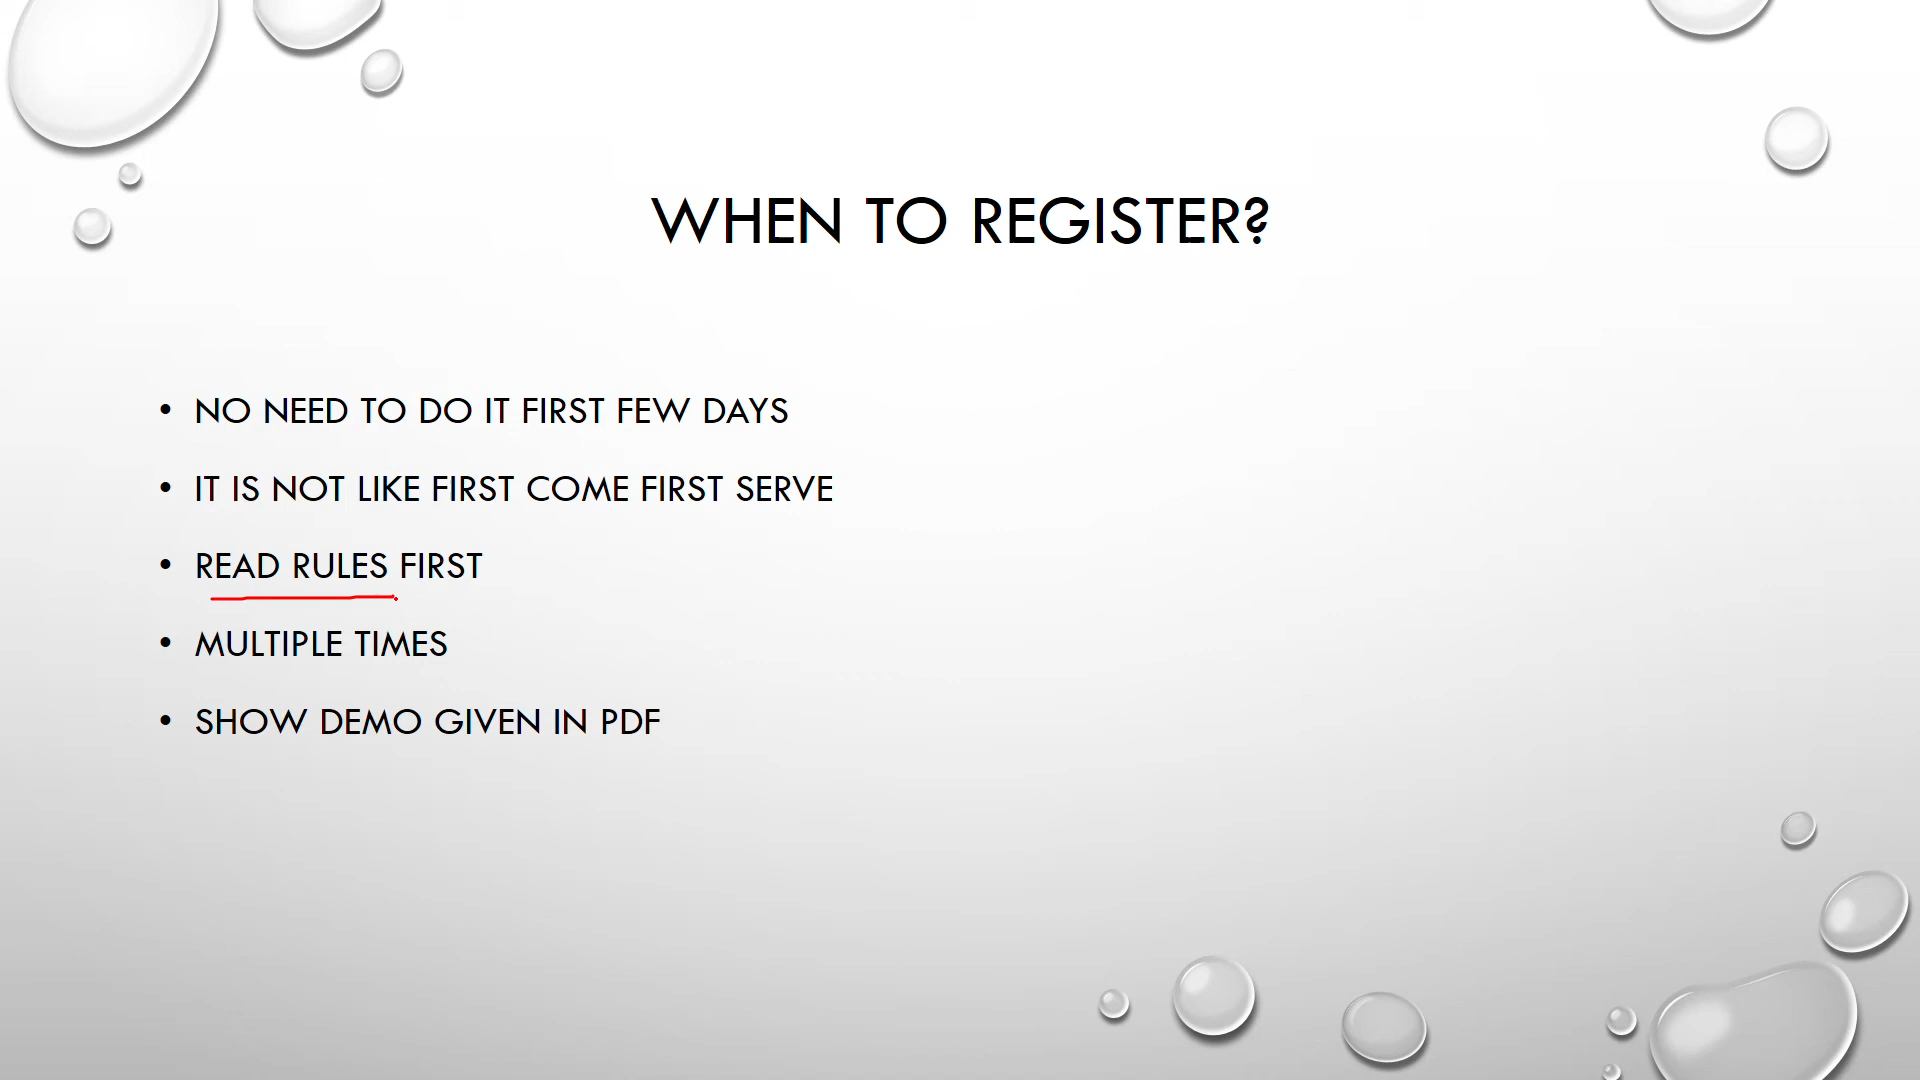 WHEN TO REGISTER?
• NO NEED TO DO IT FIRST FEW DAYS
• IT IS NOT LIKE FIRST COME FIRST SERVE
• READ RULES FIRST
• MULTIPLE TIMES
• SHOW DEMO GIVEN IN PDF